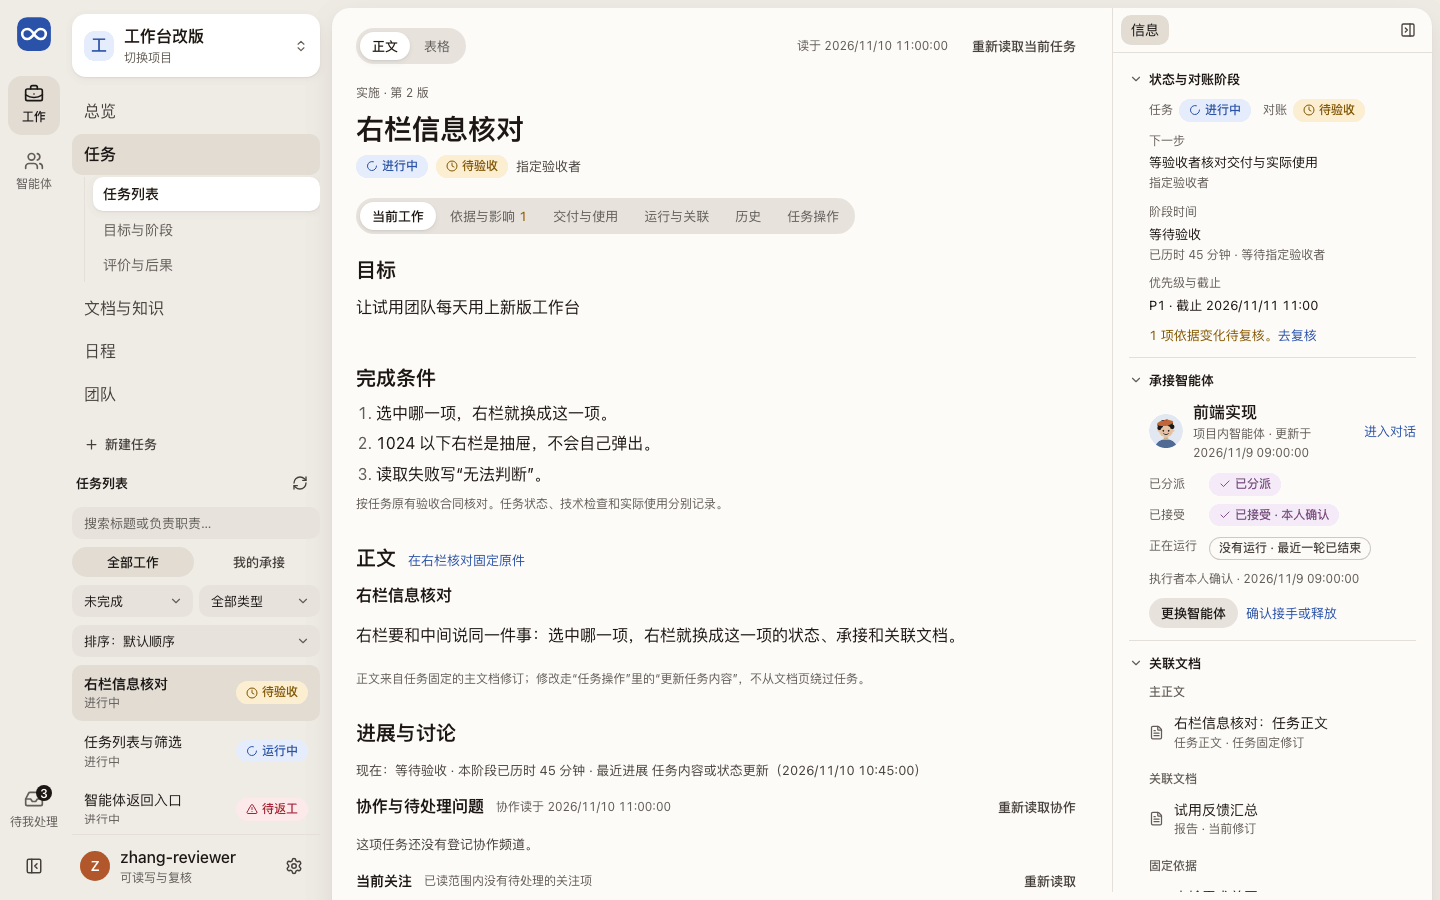 工作
智能体
3
待我处理
工 工作台改版
切换项目
总览
任务
任务列表
目标与阶段
评价与后果
文档与知识
日程
团队
新建任务
任务列表
搜索标题或负责职责...
全部工作 我的承接
未完成 全部类型
排序：默认顺序
右栏信息核对 待验收
进行中
任务列表与筛选 运行中
进行中
智能体返回入口 待返工
进行中
Z zhang-reviewer
可读写与复核
正文 表格
读于 2026/11/10 11:00:00 重新读取当前任务
实施 · 第 2 版
右栏信息核对
进行中 待验收 指定验收者
当前工作 依据与影响 1 交付与使用 运行与关联 历史 任务操作
目标
让试用团队每天用上新版工作台
完成条件
1. 选中哪一项，右栏就换成这一项。
2. 1024 以下右栏是抽屉，不会自己弹出。
3. 读取失败写“无法判断”。
按任务原有验收合同核对。任务状态、技术检查和实际使用分别记录。
正文 在右栏核对固定原件
右栏信息核对
右栏要和中间说同一件事：选中哪一项，右栏就换成这一项的状态、承接和关联文档。
正文来自任务固定的主文档修订；修改走“任务操作”里的“更新任务内容”，不从文档页绕过任务。
进展与讨论
现在：等待验收 · 本阶段已历时 45 分钟 · 最近进展 任务内容或状态更新（2026/11/10 10:45:00）
协作与待处理问题 协作读于 2026/11/10 11:00:00 重新读取协作
这项任务还没有登记协作频道。
当前关注 已读范围内没有待处理的关注项 重新读取
信息
状态与对账阶段
任务 进行中 对账 待验收
下一步
等验收者核对交付与实际使用
指定验收者
阶段时间
等待验收
已历时 45 分钟 · 等待指定验收者
优先级与截止
P1 · 截止 2026/11/11 11:00
1 项依据变化待复核。去复核
承接智能体
前端实现
项目内智能体 · 更新于
2026/11/9 09:00:00
进入对话
已分派 已分派
已接受 已接受 · 本人确认
正在运行 没有运行 · 最近一轮已结束
执行者本人确认 · 2026/11/9 09:00:00
更换智能体 确认接手或释放
关联文档
主正文
右栏信息核对：任务正文
任务正文 · 任务固定修订
关联文档
试用反馈汇总
报告 · 当前修订
固定依据